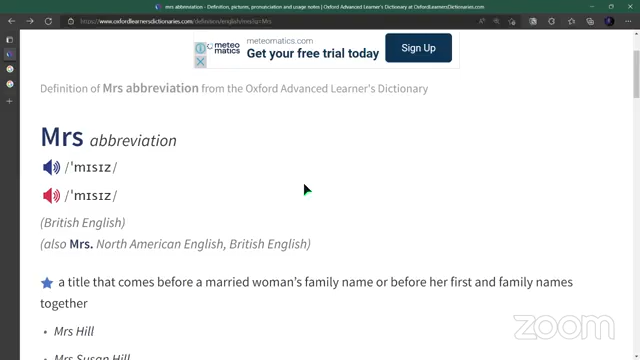 mrs abbreviation - Definition, pictures, pronunciation and usage notes | Oxford Advanced Learner's Dictionary at OxfordLearnersDictionaries.com
https://www.oxfordlearnersdictionaries.com/definition/english/mrs?q=Mrs
meteomatics.com
meteo
matics
Get your free trial today
Sign Up
Definition of Mrs abbreviation from the Oxford Advanced Learner's Dictionary
Mrs abbreviation
/ˈmɪsɪz/
/ˈmɪsɪz/
(British English)
(also Mrs. North American English, British English)
a title that comes before a married woman's family name or before her first and family names
together
• Mrs Hill
• Mrs Susan Hill
zoom